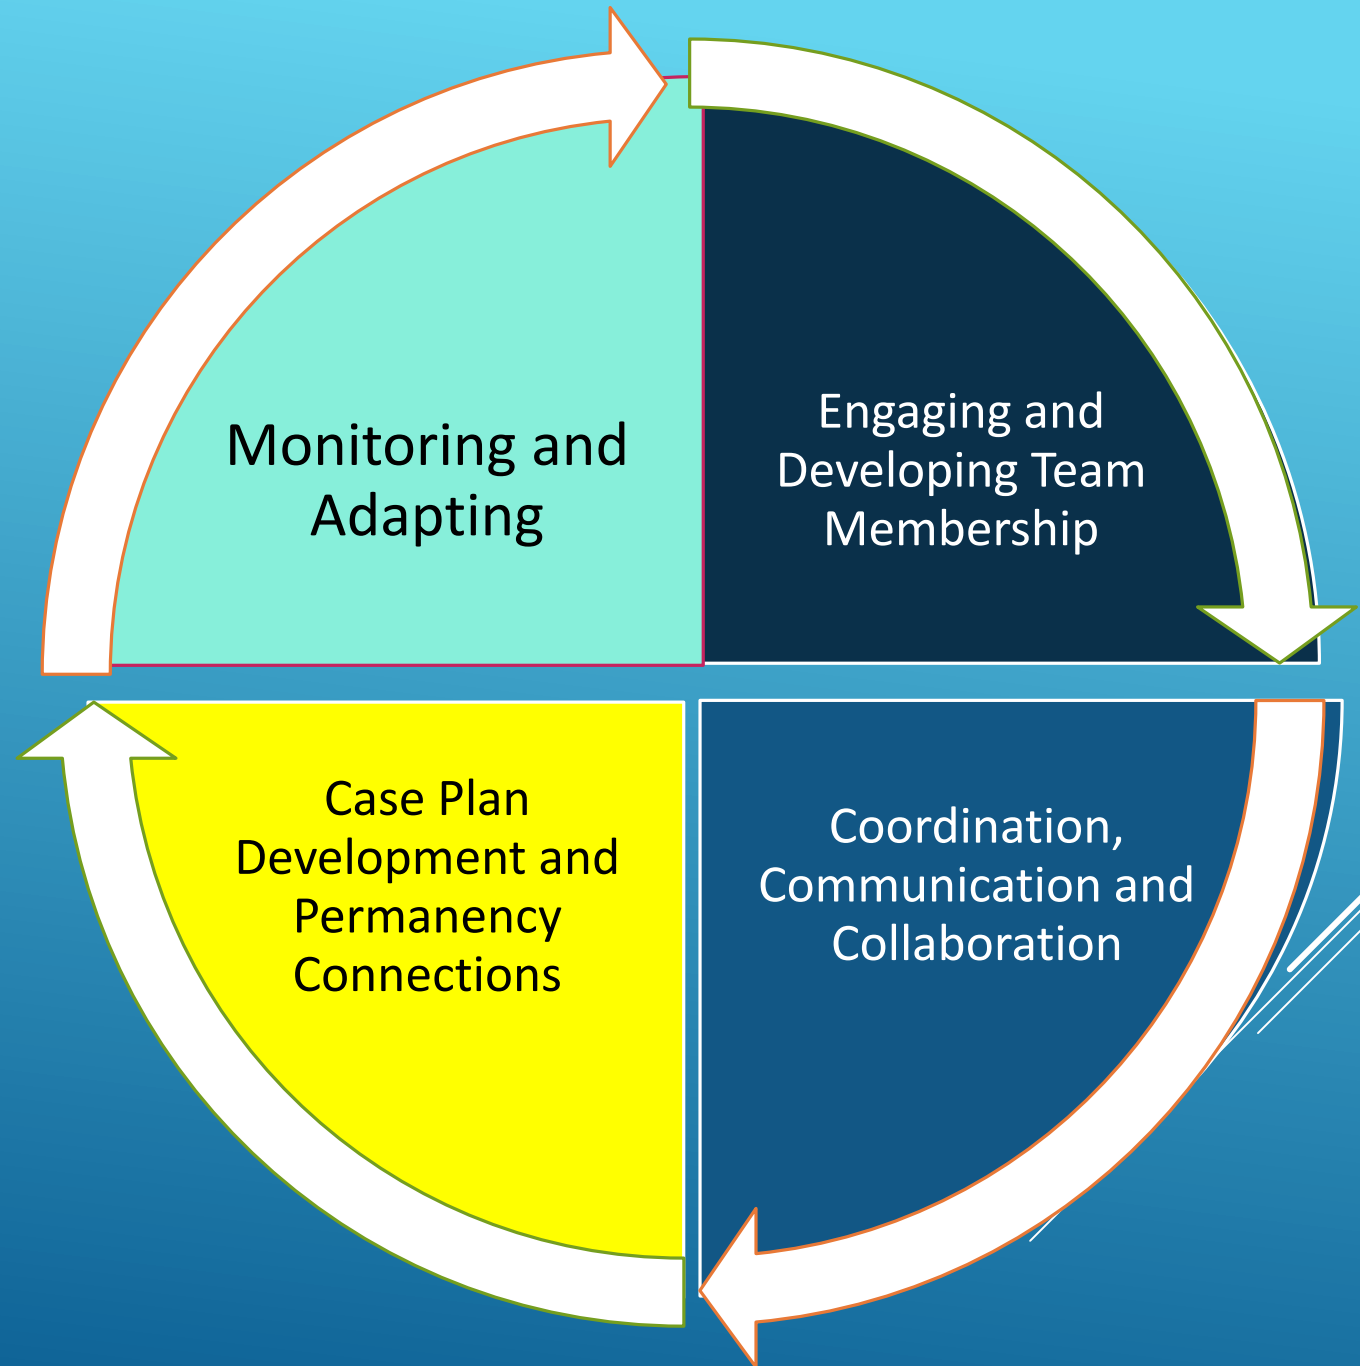 Monitoring and
Adapting
Engaging and
Developing Team
Membership
Case Plan
Development and
Permanency
Connections
Coordination,
Communication and
Collaboration